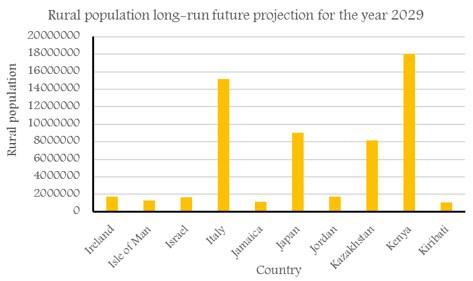 Rural population long-run future projection for the year 2029
20000000
18000000
16000000
14000000
12000000
10000000
8000000
6000000
4000000
2000000
0
Rural population
Ireland
Isle of Man
Israel
Italy
Jamaica
Japan
Jordan
Kazakhstan
Kenya
Kiribati
Country